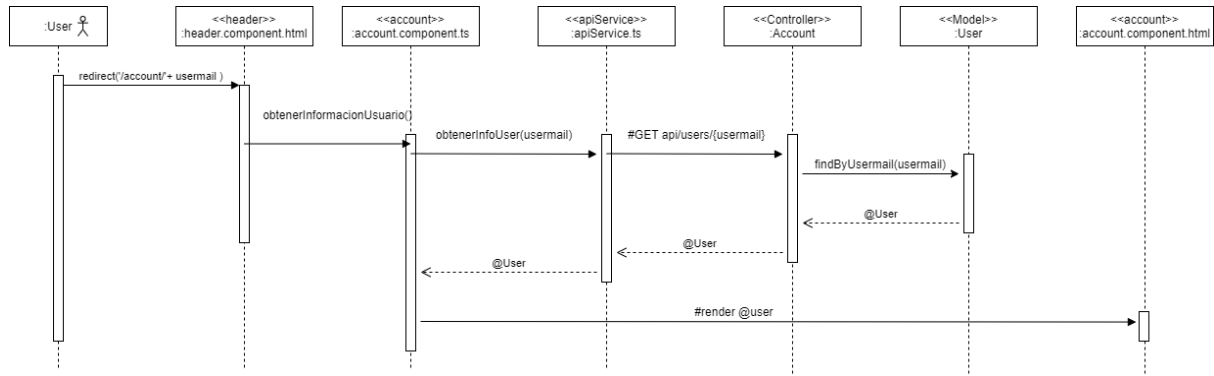 :User
<<header>>
:header.component.html
<<account>>
:account.component.ts
<<apiService>>
:apiService.ts
<<Controller>>
:Account
<<Model>>
:User
<<account>>
:account.component.html
redirect('/account/'+ usermail )
obtenerInformacionUsuario()
obtenerInfoUser(usermail)
#GET api/users/{usermail}
findByUsermail(usermail)
@User
@User
@User
#render @user